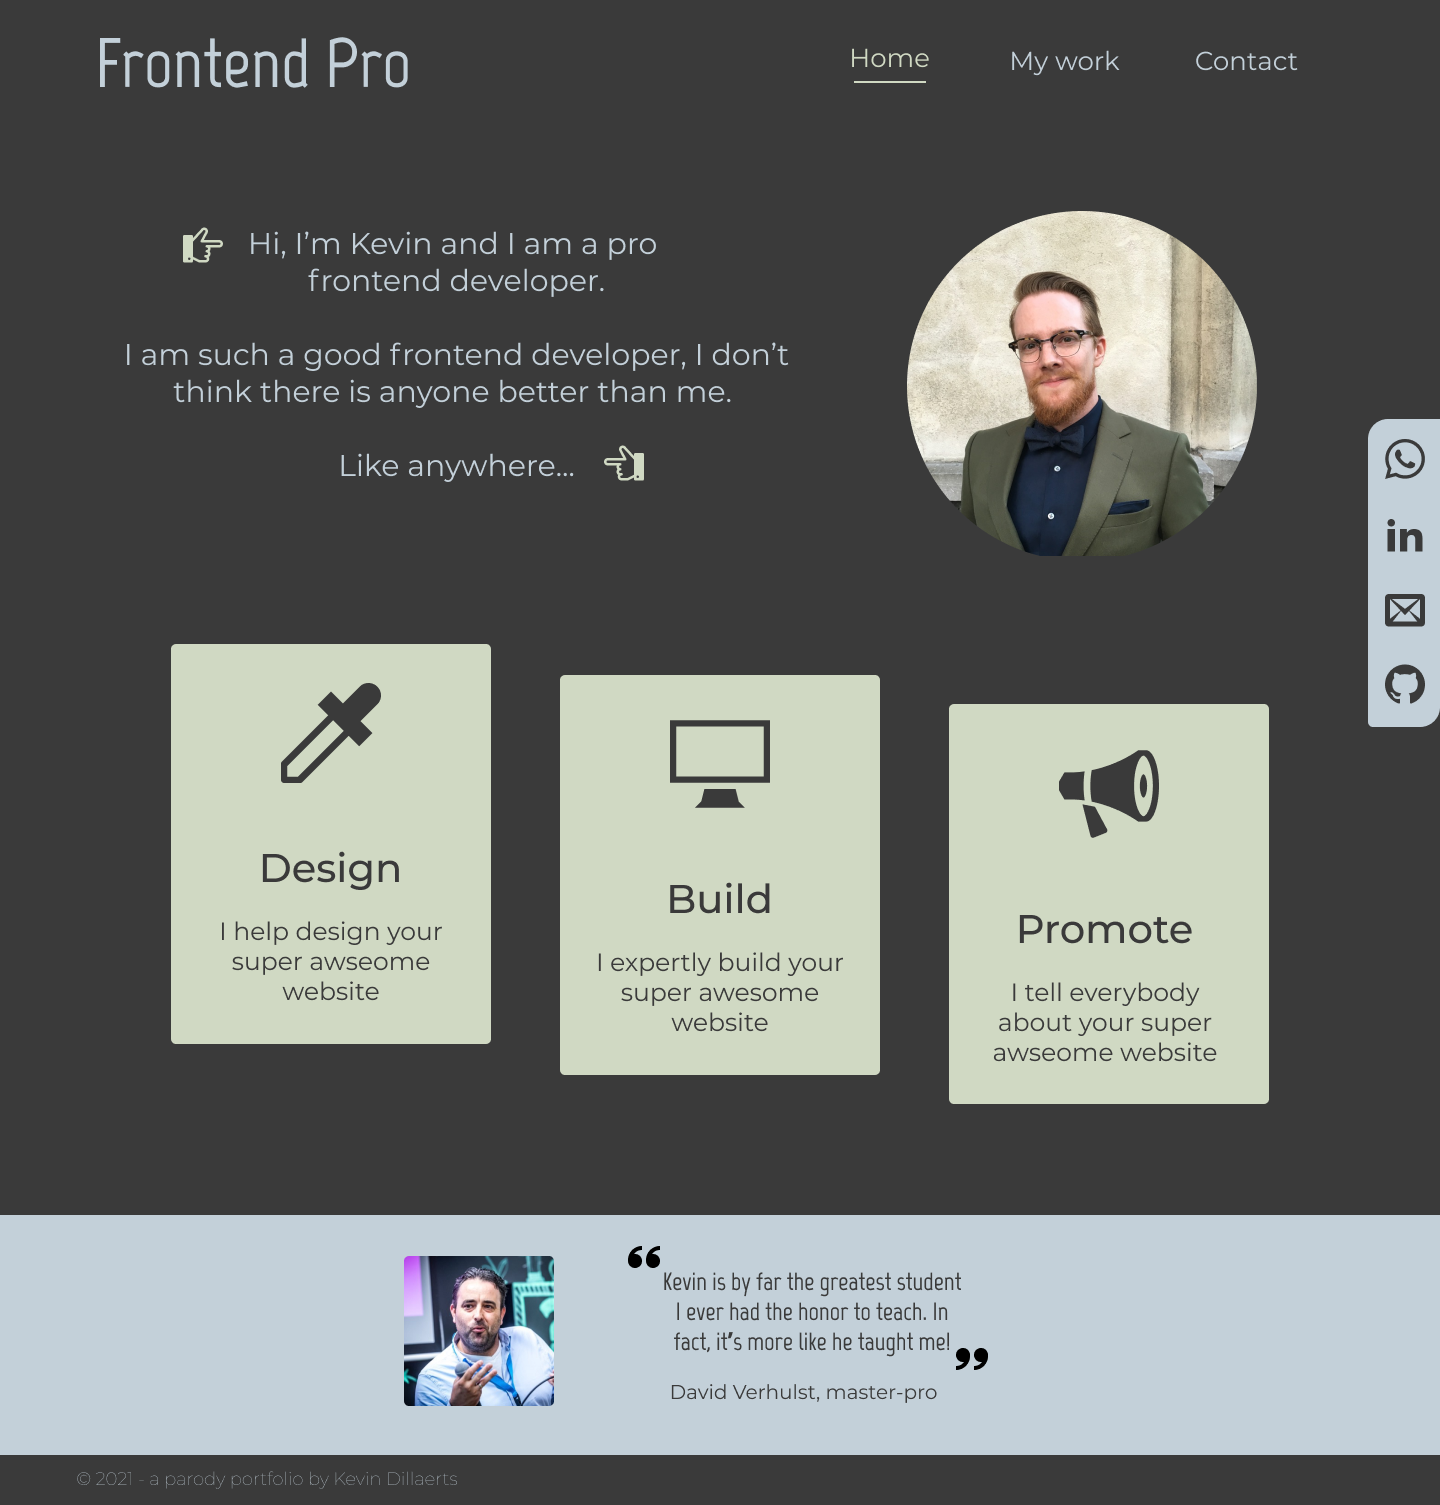 Frontend Pro
Home
My work
Contact
Hi, I’m Kevin and I am a pro
frontend developer.
I am such a good frontend developer, I don’t
think there is anyone better than me.
Like anywhere...
Design
I help design your
super awseome
website
Build
I expertly build your
super awesome
website
Promote
I tell everybody
about your super
awseome website
“
Kevin is by far the greatest student
I ever had the honor to teach. In
fact, it’s more like he taught me!
”
David Verhulst, master-pro
© 2021 - a parody portfolio by Kevin Dillaerts